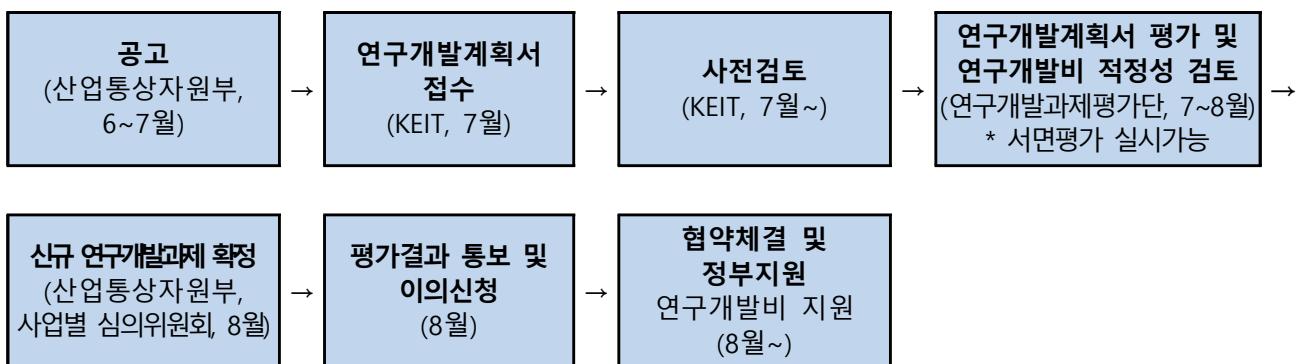 공고
(산업통상자원부,
6~7월)
→
연구개발계획서
접수
(KEIT, 7월)
→
사전검토
(KEIT, 7월~)
→
연구개발계획서 평가 및
연구개발비 적정성 검토
(연구개발과제평가단, 7~8월)
* 서면평가 실시가능
→
신규 연구개발과제 확정
(산업통상자원부,
사업별 심의위원회, 8월)
→
평가결과 통보 및
이의신청
(8월)
→
협약체결 및
정부지원
연구개발비 지원
(8월~)